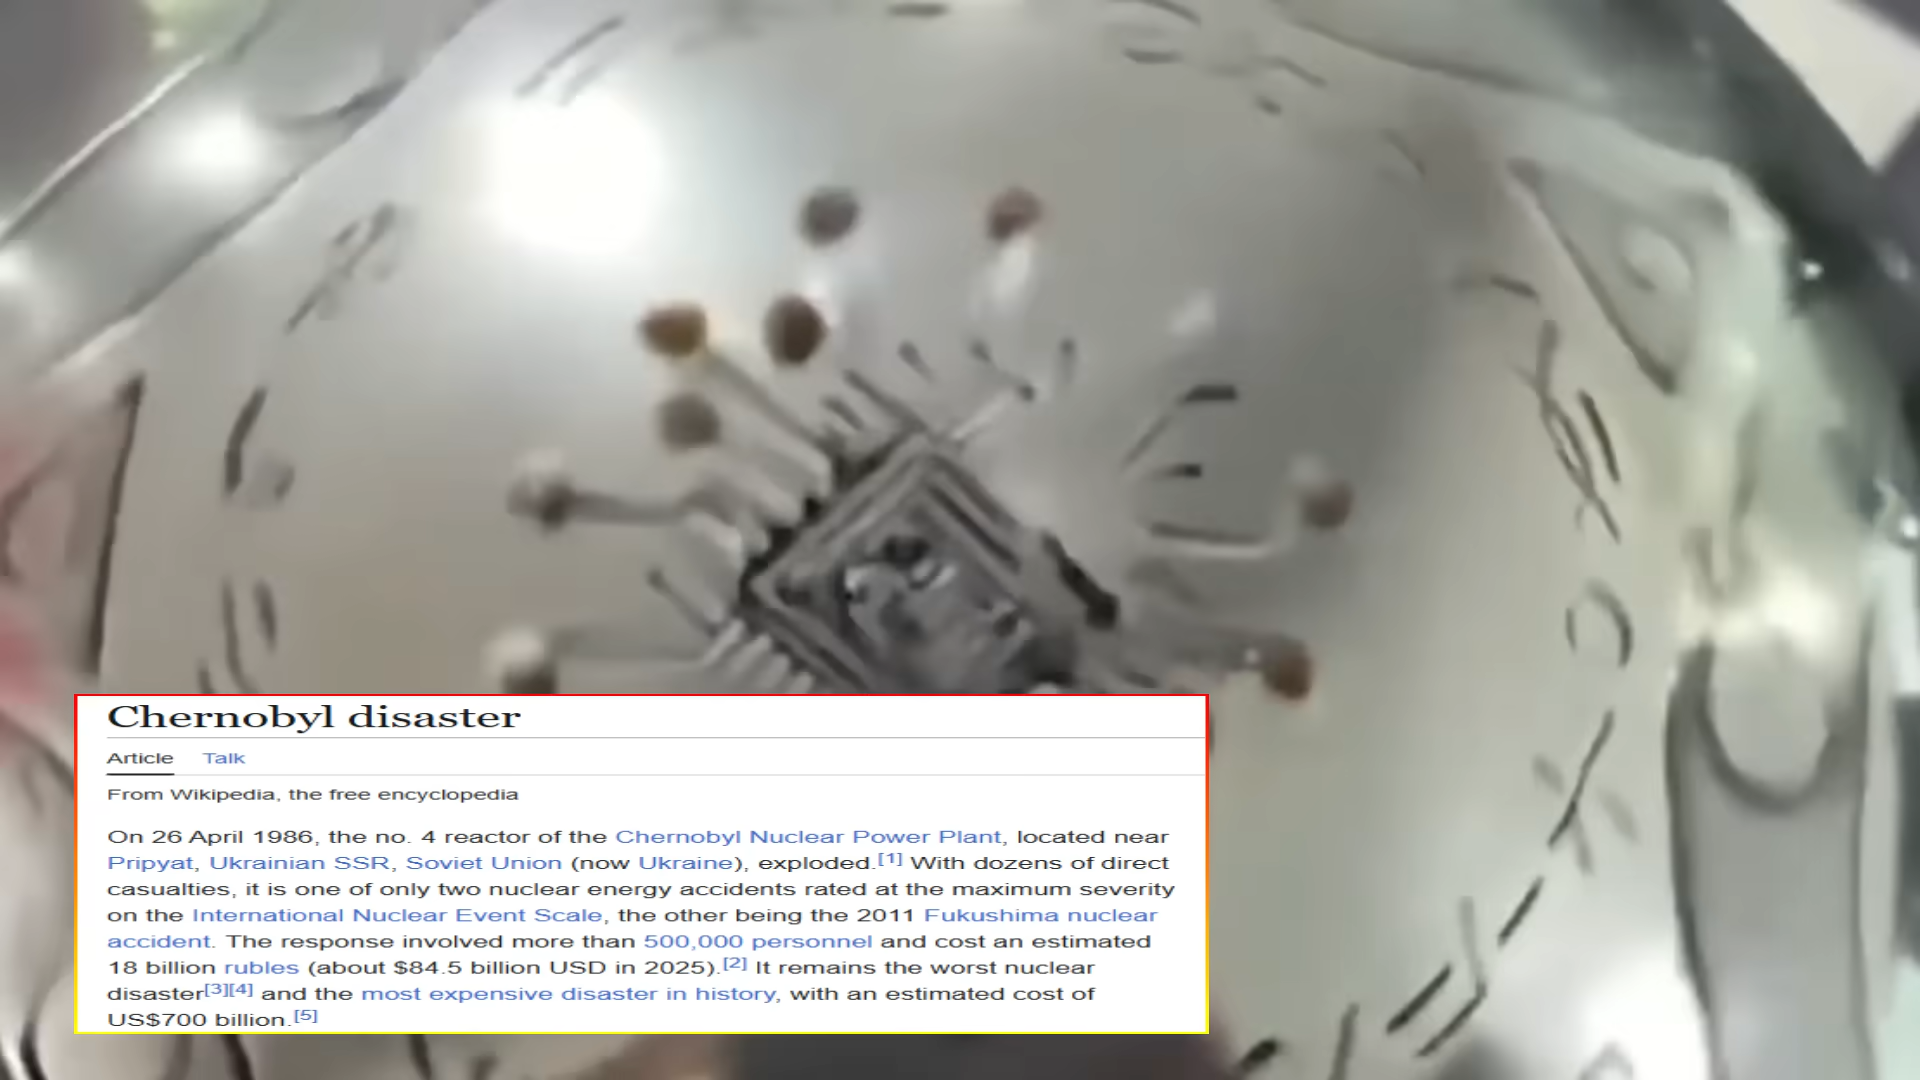 Chernobyl disaster
Article Talk
From Wikipedia, the free encyclopedia
On 26 April 1986, the no. 4 reactor of the Chernobyl Nuclear Power Plant, located near
Pripyat, Ukrainian SSR, Soviet Union (now Ukraine), exploded.[1] With dozens of direct
casualties, it is one of only two nuclear energy accidents rated at the maximum severity
on the International Nuclear Event Scale, the other being the 2011 Fukushima nuclear
accident. The response involved more than 500,000 personnel and cost an estimated
18 billion rubles (about $84.5 billion USD in 2025).[2] It remains the worst nuclear
disaster[3][4] and the most expensive disaster in history, with an estimated cost of
US$700 billion.[5]